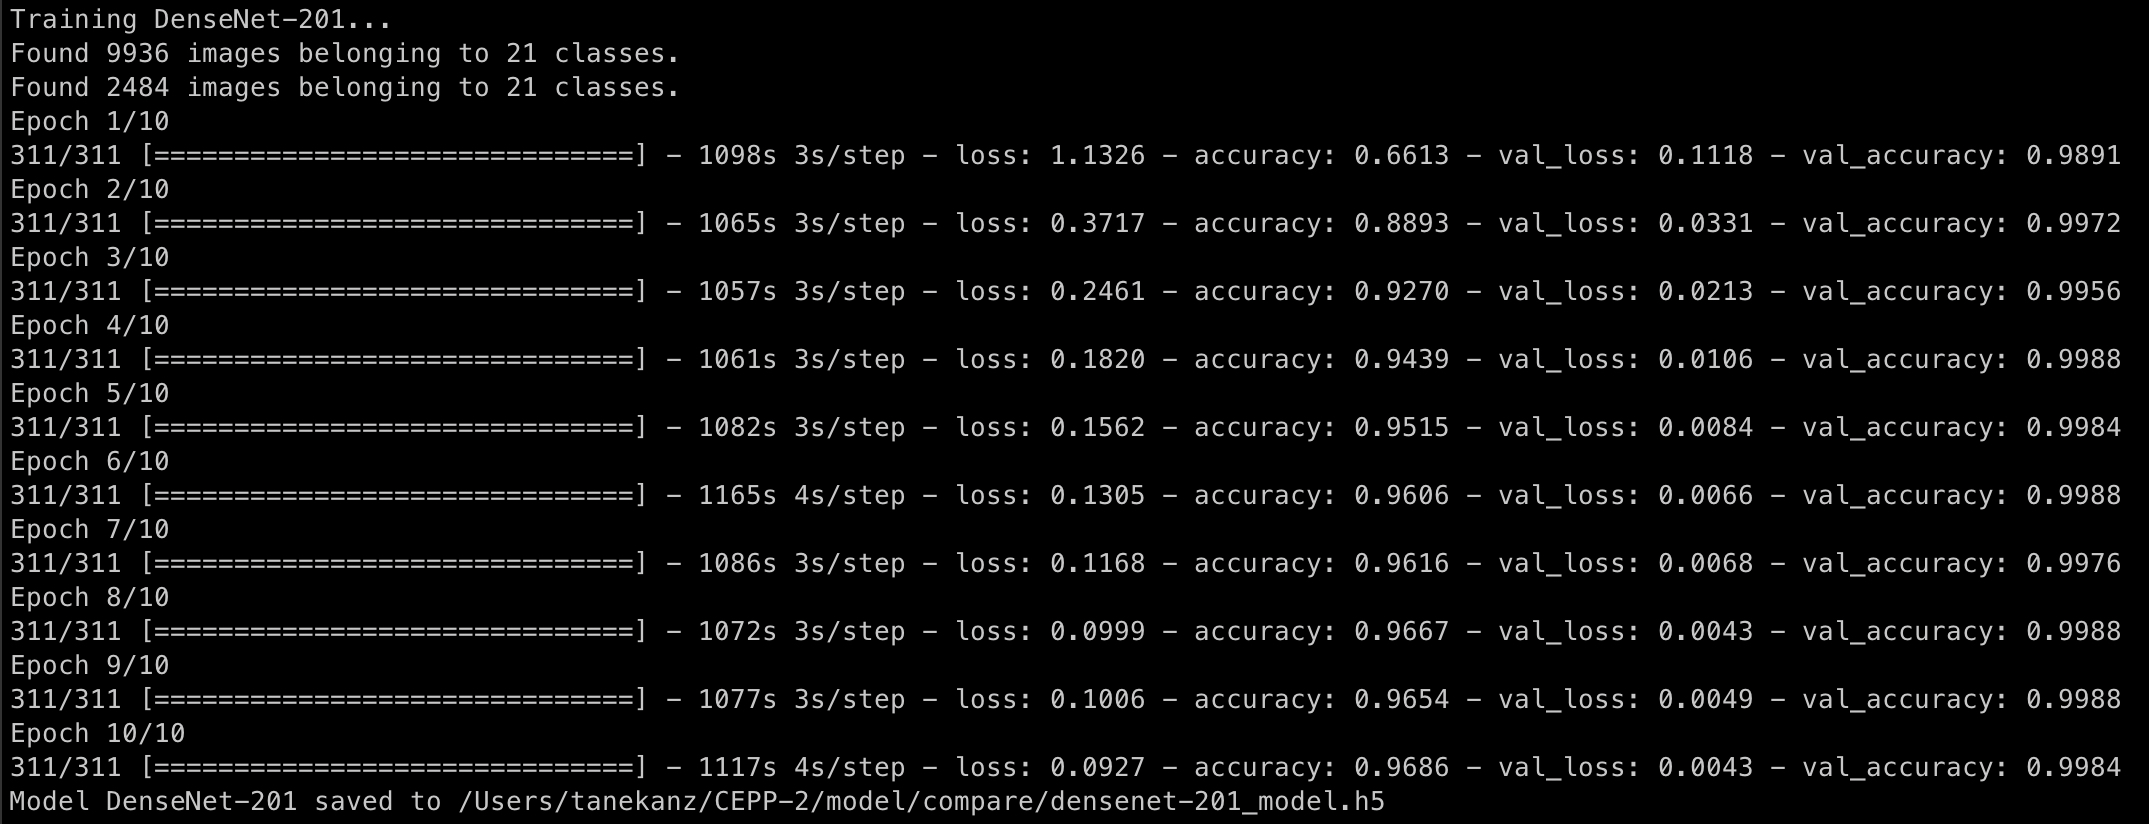 Training DenseNet-201...
Found 9936 images belonging to 21 classes.
Found 2484 images belonging to 21 classes.
Epoch 1/10
311/311 [==============================] - 1098s 3s/step - loss: 1.1326 - accuracy: 0.6613 - val_loss: 0.1118 - val_accuracy: 0.9891
Epoch 2/10
311/311 [==============================] - 1065s 3s/step - loss: 0.3717 - accuracy: 0.8893 - val_loss: 0.0331 - val_accuracy: 0.9972
Epoch 3/10
311/311 [==============================] - 1057s 3s/step - loss: 0.2461 - accuracy: 0.9270 - val_loss: 0.0213 - val_accuracy: 0.9956
Epoch 4/10
311/311 [==============================] - 1061s 3s/step - loss: 0.1820 - accuracy: 0.9439 - val_loss: 0.0106 - val_accuracy: 0.9988
Epoch 5/10
311/311 [==============================] - 1082s 3s/step - loss: 0.1562 - accuracy: 0.9515 - val_loss: 0.0084 - val_accuracy: 0.9984
Epoch 6/10
311/311 [==============================] - 1165s 4s/step - loss: 0.1305 - accuracy: 0.9606 - val_loss: 0.0066 - val_accuracy: 0.9988
Epoch 7/10
311/311 [==============================] - 1086s 3s/step - loss: 0.1168 - accuracy: 0.9616 - val_loss: 0.0068 - val_accuracy: 0.9976
Epoch 8/10
311/311 [==============================] - 1072s 3s/step - loss: 0.0999 - accuracy: 0.9667 - val_loss: 0.0043 - val_accuracy: 0.9988
Epoch 9/10
311/311 [==============================] - 1077s 3s/step - loss: 0.1006 - accuracy: 0.9654 - val_loss: 0.0049 - val_accuracy: 0.9988
Epoch 10/10
311/311 [==============================] - 1117s 4s/step - loss: 0.0927 - accuracy: 0.9686 - val_loss: 0.0043 - val_accuracy: 0.9984
Model DenseNet-201 saved to /Users/tanekanz/CEPP-2/model/compare/densenet-201_model.h5